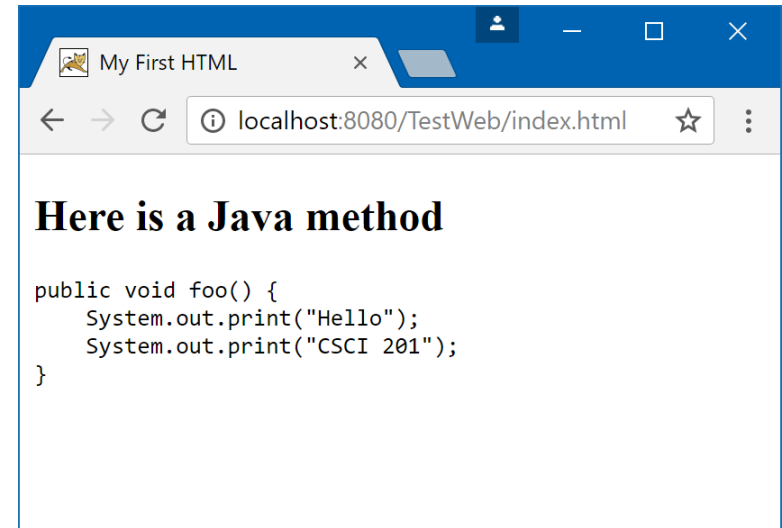 My First HTML
localhost:8080/TestWeb/index.html
Here is a Java method
public void foo() {
    System.out.print("Hello");
    System.out.print("CSCI 201");
}